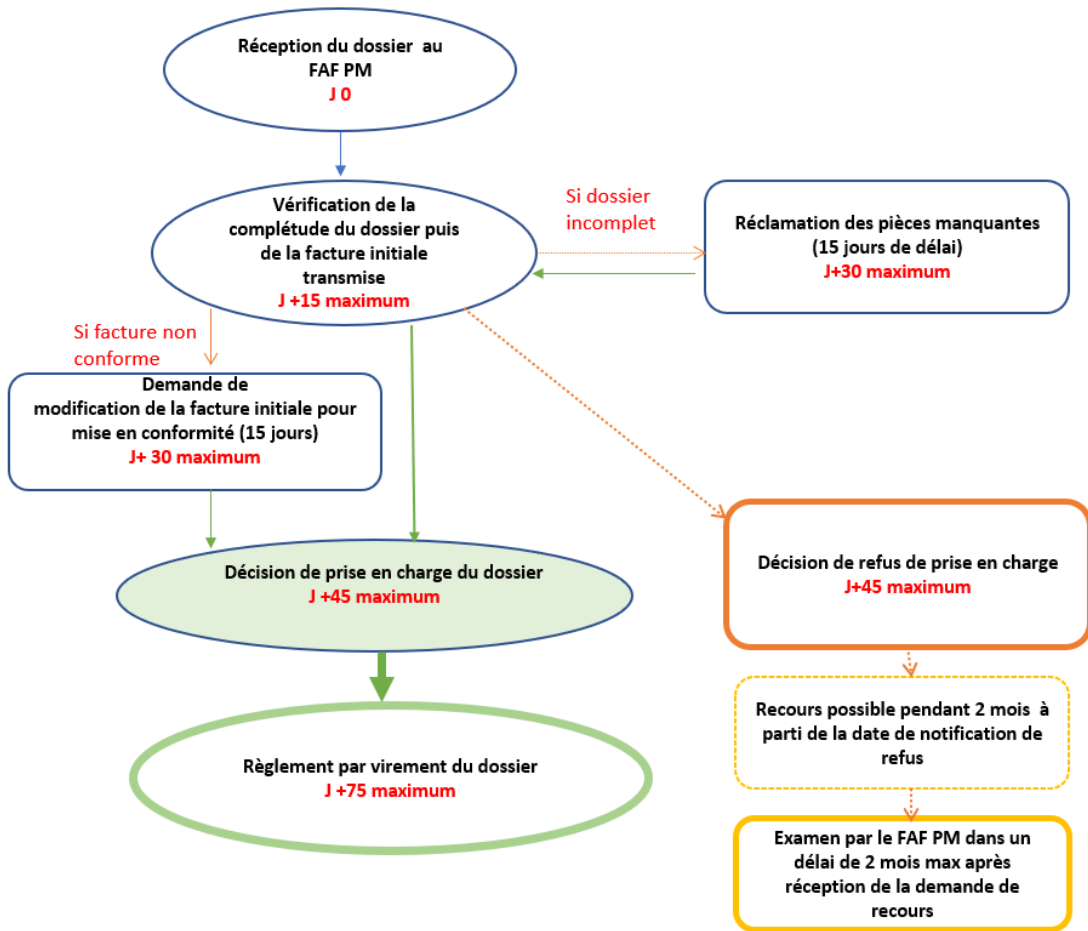 Réception du dossier au
FAF PM
J 0
Vérification de la
complétude du dossier puis
de la facture initiale
transmise
J +15 maximum
Si dossier
incomplet
Réclamation des pièces manquantes
(15 jours de délai)
J+30 maximum
Si facture non
conforme
Demande de
modification de la facture initiale pour
mise en conformité (15 jours)
J+ 30 maximum
Décision de prise en charge du dossier
J +45 maximum
Décision de refus de prise en charge
J+45 maximum
Règlement par virement du dossier
J +75 maximum
Recours possible pendant 2 mois à
parti de la date de notification de
refus
Examen par le FAF PM dans un
délai de 2 mois max après
réception de la demande de
recours